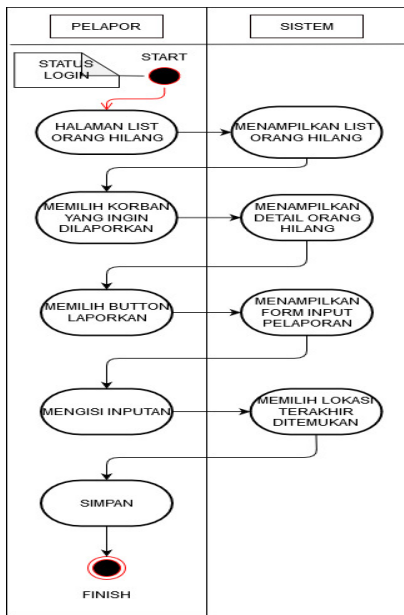 PELAPOR
SISTEM
STATUS
LOGIN
START
HALAMAN LIST
ORANG HILANG
MENAMPILKAN LIST
ORANG HILANG
MEMILIH KORBAN
YANG INGIN
DILAPORKAN
MENAMPILKAN
DETAIL ORANG
HILANG
MEMILIH BUTTON
LAPORKAN
MENAMPILKAN
FORM INPUT
PELAPORAN
MENGISI INPUTAN
MEMILIH LOKASI
TERAKHIR
DITEMUKAN
SIMPAN
FINISH